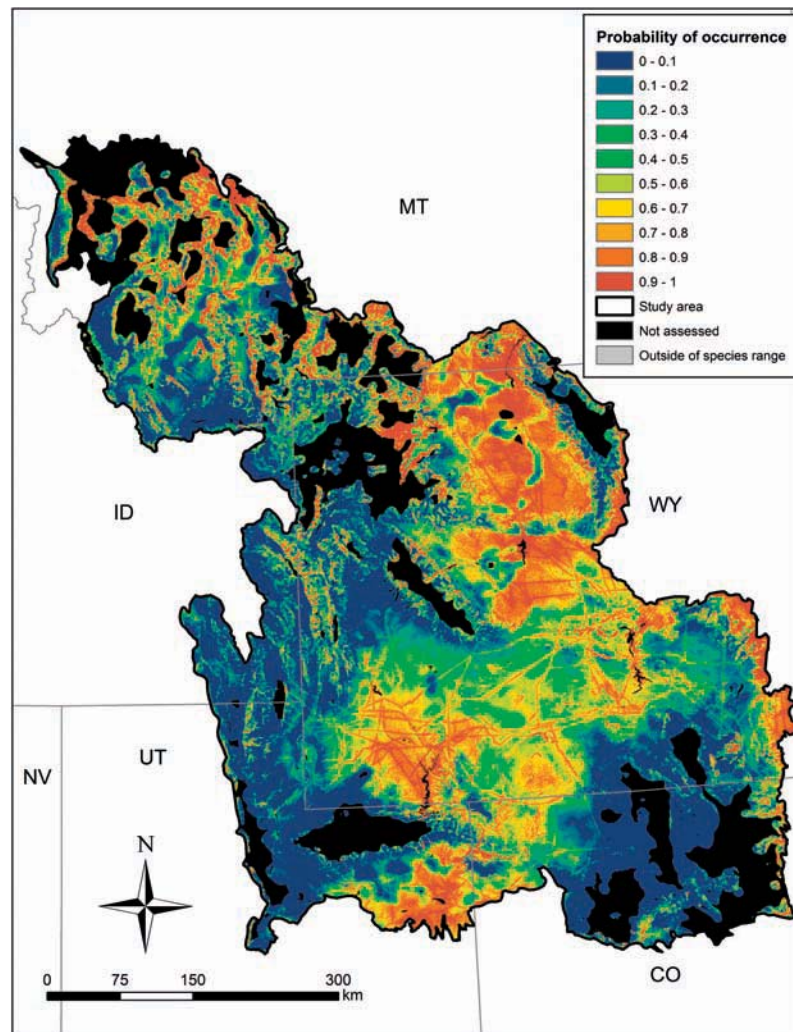 Probability of occurrence
0 - 0.1
0.1 - 0.2
0.2 - 0.3
0.3 - 0.4
0.4 - 0.5
0.5 - 0.6
0.6 - 0.7
0.7 - 0.8
0.8 - 0.9
0.9 - 1
Study area
Not assessed
Outside of species range
MT
ID
WY
UT
NV
N
CO
0 75 150 300
km